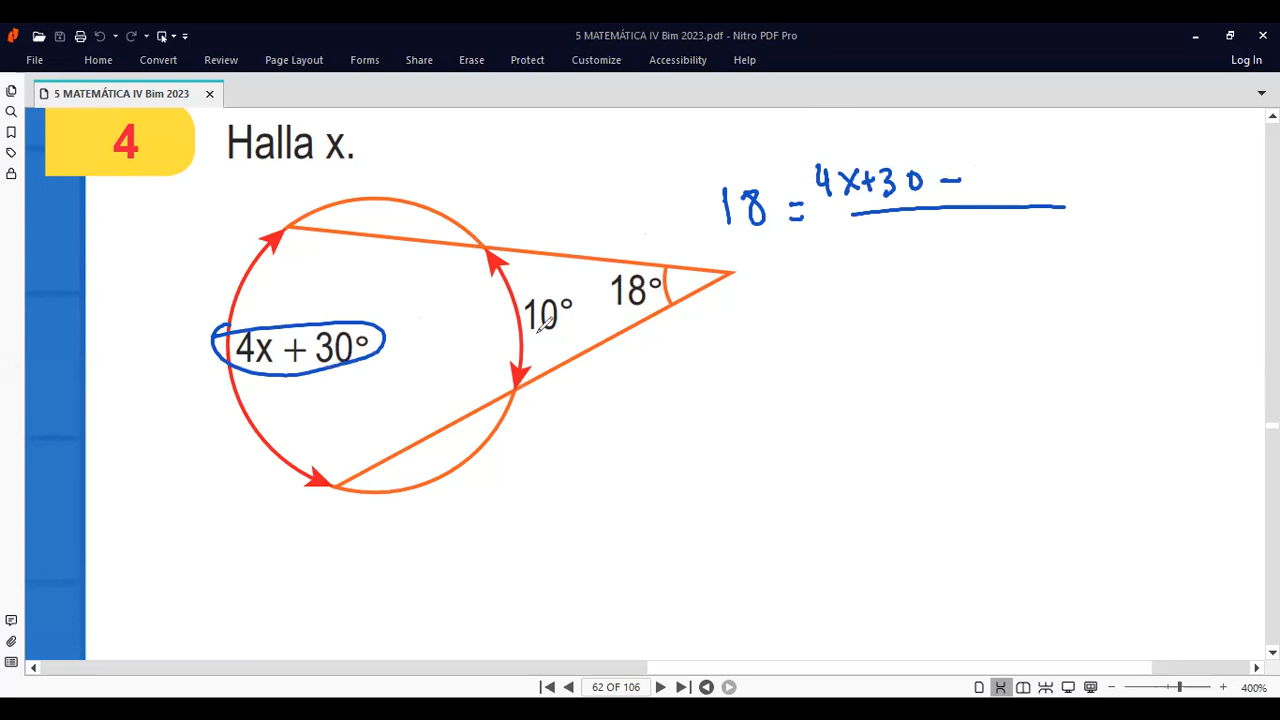 5 MATEMÁTICA IV Bim 2023.pdf - Nitro PDF Pro
File Home Convert Review Page Layout Forms Share Erase Protect Customize Accessibility Help Log In
5 MATEMÁTICA IV Bim 2023
4 Halla x.
18 = 4x+30 -
18°
10°
4x + 30°
62 OF 106
400%